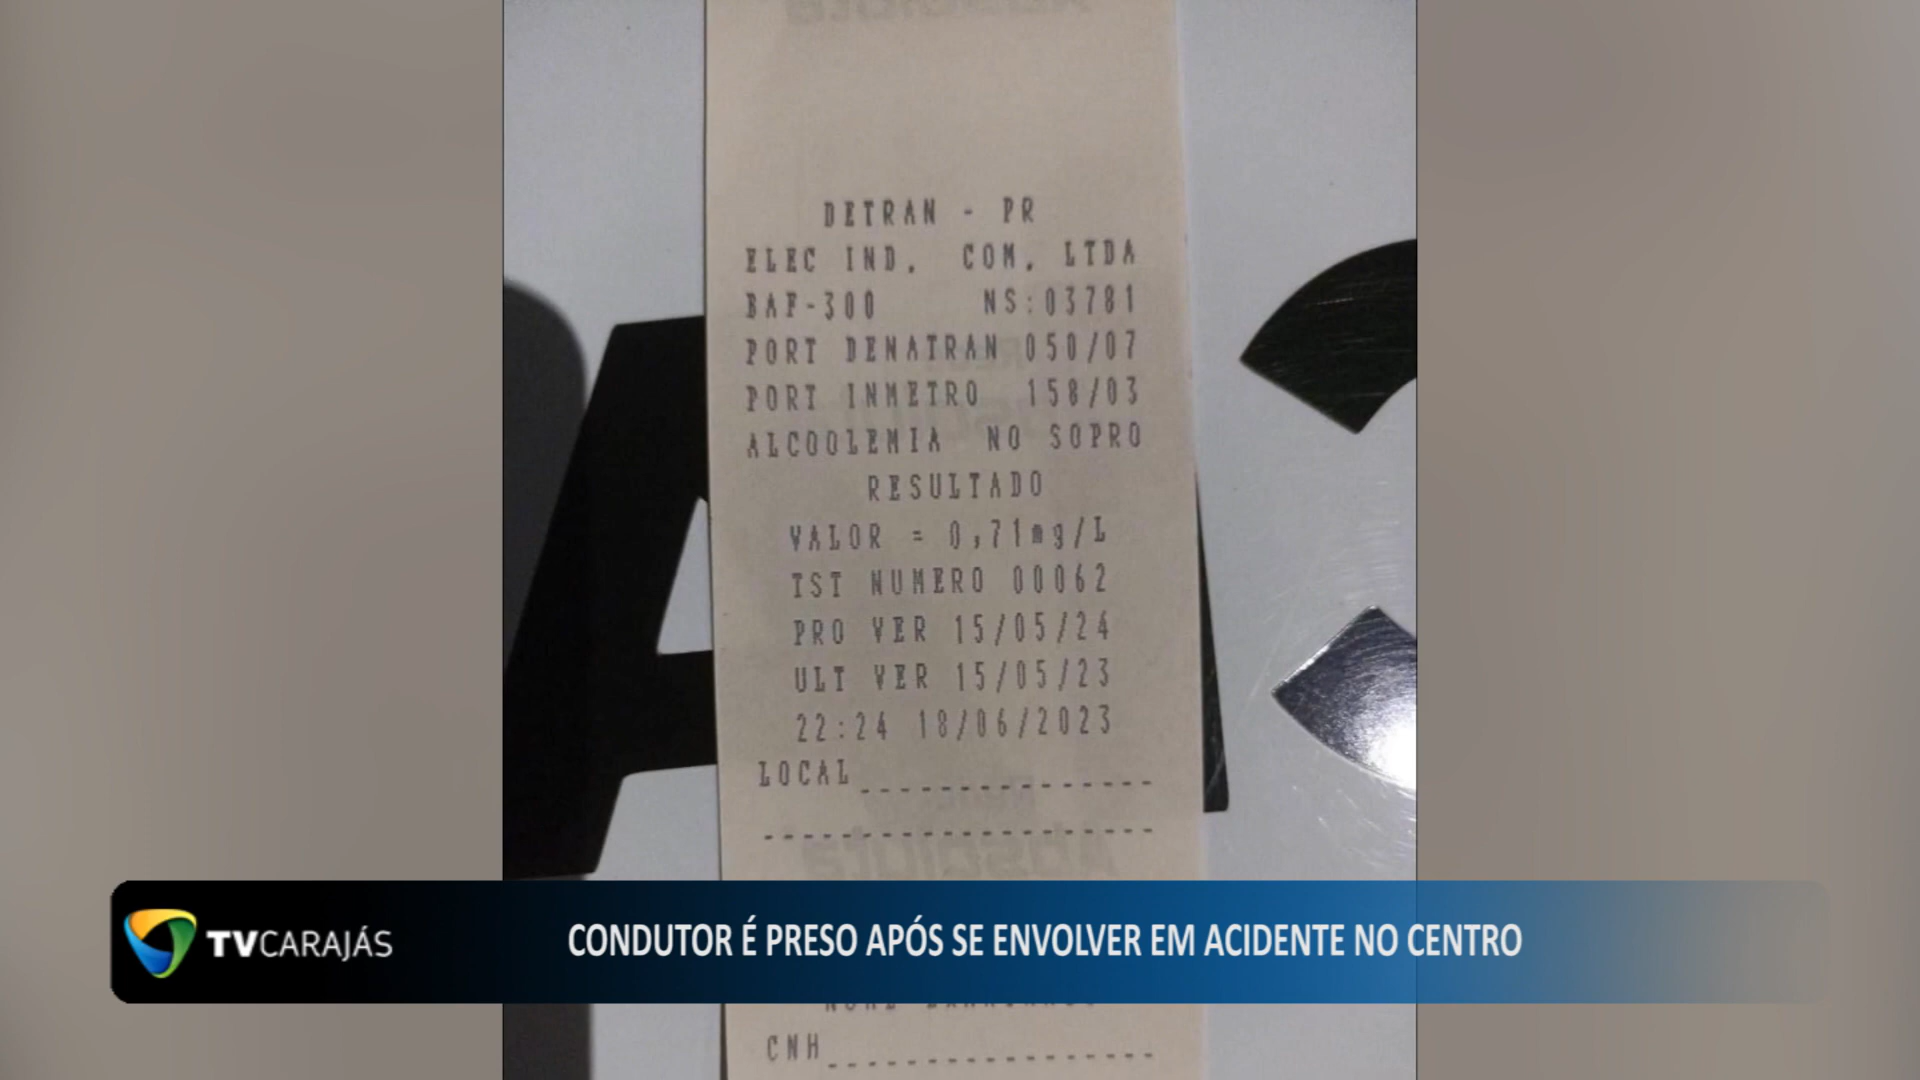 DETRAN - PR
ELEC IND. COM. LTDA
BAF-300 NS:03781
PORT DENATRAN 050/07
PORT INMETRO 158/03
ALCOOLEMIA NO SOPRO
RESULTADO
VALOR = 0,71mg/L
TST NUMERO 00062
PRO VER 15/05/24
ULT VER 15/05/23
22:24 18/06/2023
LOCAL
TVCARAJÁS
CONDUTOR É PRESO APÓS SE ENVOLVER EM ACIDENTE NO CENTRO
CNH